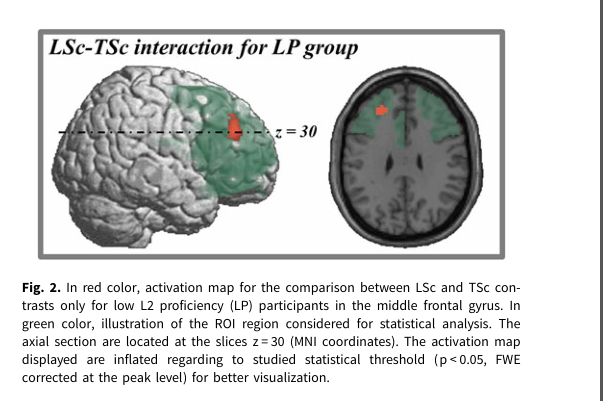 LSc-TSc interaction for LP group
z = 30
Fig. 2. In red color, activation map for the comparison between LSc and TSc con-
trasts only for low L2 proficiency (LP) participants in the middle frontal gyrus. In
green color, illustration of the ROI region considered for statistical analysis. The
axial section are located at the slices z = 30 (MNI coordinates). The activation map
displayed are inflated regarding to studied statistical threshold (p < 0.05, FWE
corrected at the peak level) for better visualization.